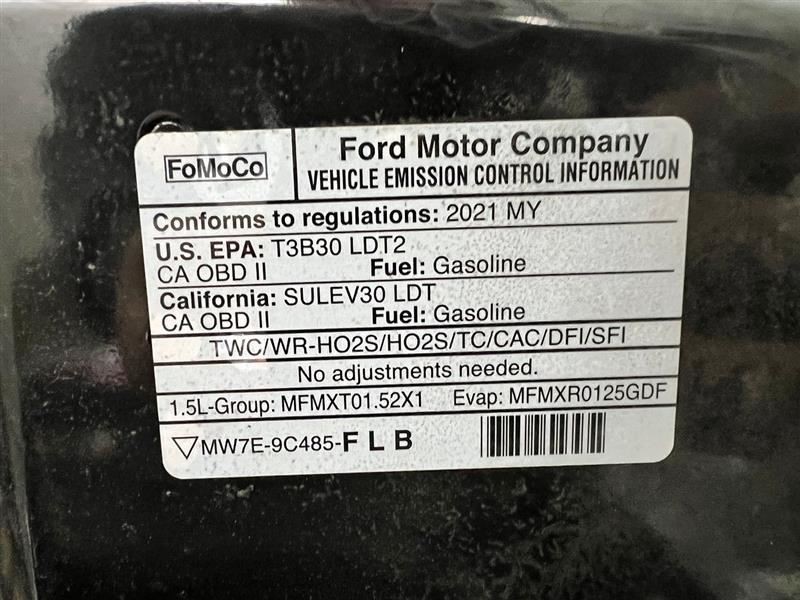 FoMoCo
Ford Motor Company
VEHICLE EMISSION CONTROL INFORMATION
Conforms to regulations: 2021 MY
U.S. EPA: T3B30 LDT2
CA OBD II Fuel: Gasoline
California: SULEV30 LDT
CA OBD II Fuel: Gasoline
TWC/WR-HO2S/HO2S/TC/CAC/DFI/SFI
No adjustments needed.
1.5L-Group: MFMXT01.52X1 Evap: MFMXR0125GDF
MW7E-9C485-F L B